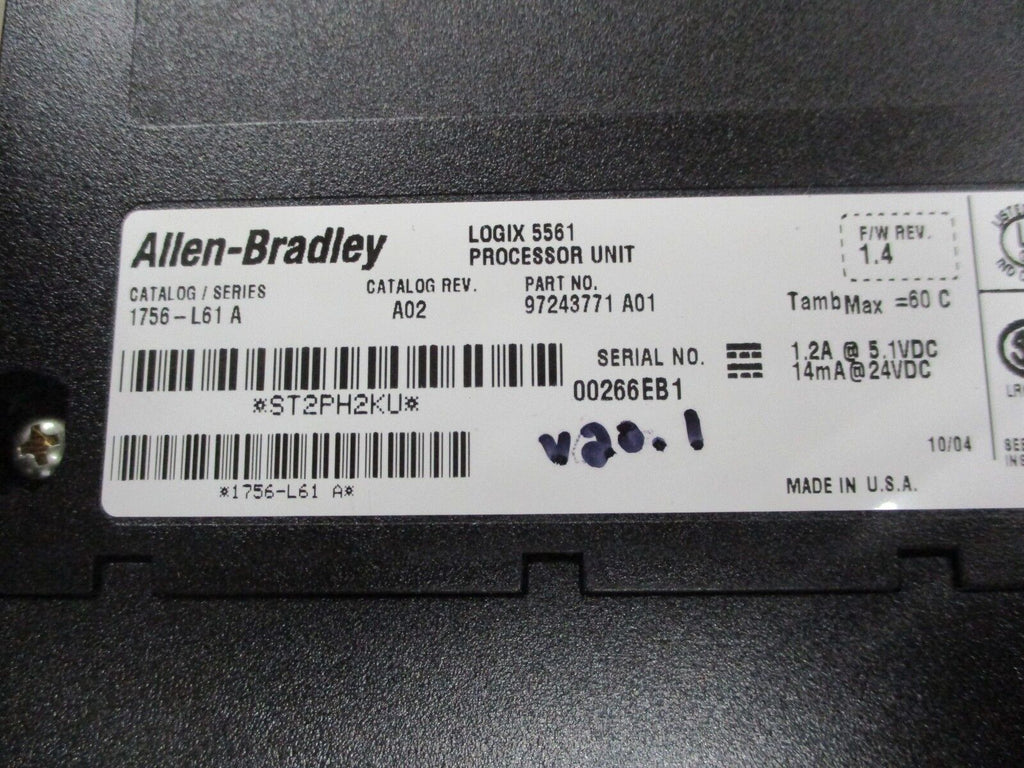 Allen-Bradley
LOGIX 5561
PROCESSOR UNIT
F/W REV.
1.4
CATALOG / SERIES
1756-L61 A
CATALOG REV.
A02
PART NO.
97243771 A01
TambMax =60 C
SERIAL NO.
00266EB1
1.2A @ 5.1VDC
14mA@24VDC
*ST2PH2KU*
v20.1
*1756-L61 A*
10/04
MADE IN U.S.A.